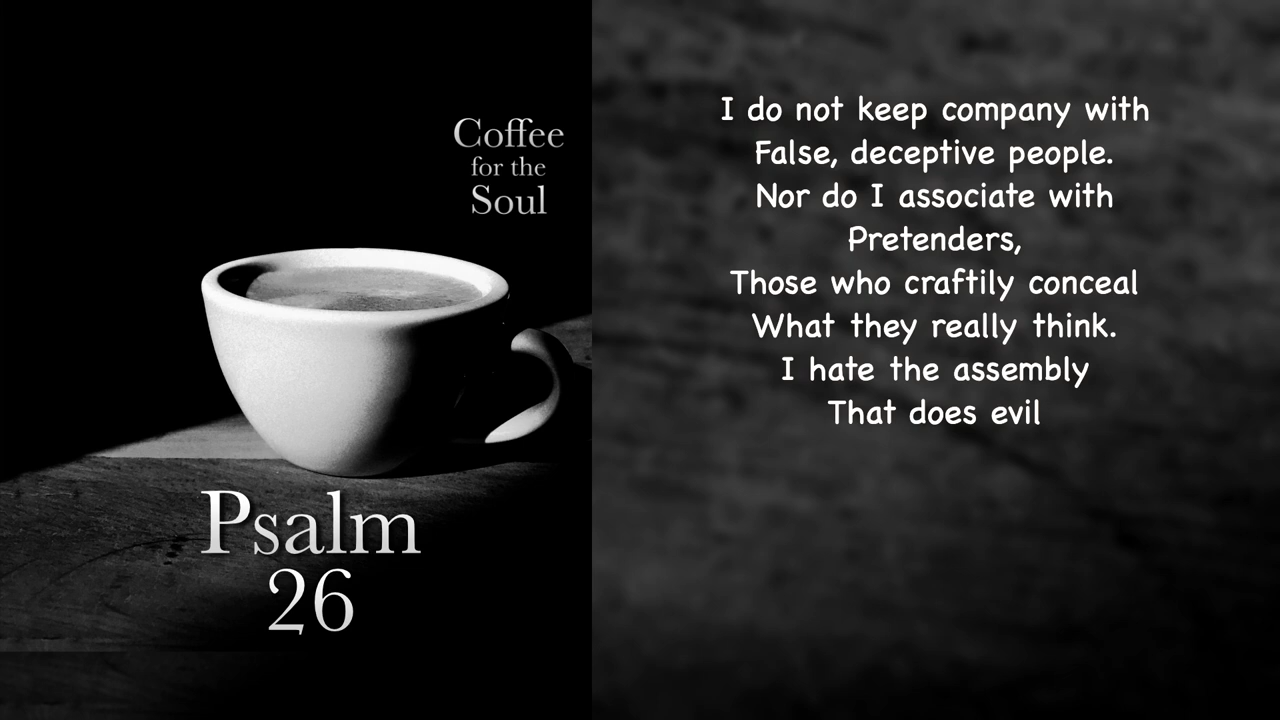 Coffee
for the
Soul
Psalm
26
I do not keep company with
False, deceptive people.
Nor do I associate with
Pretenders,
Those who craftily conceal
What they really think.
I hate the assembly
That does evil